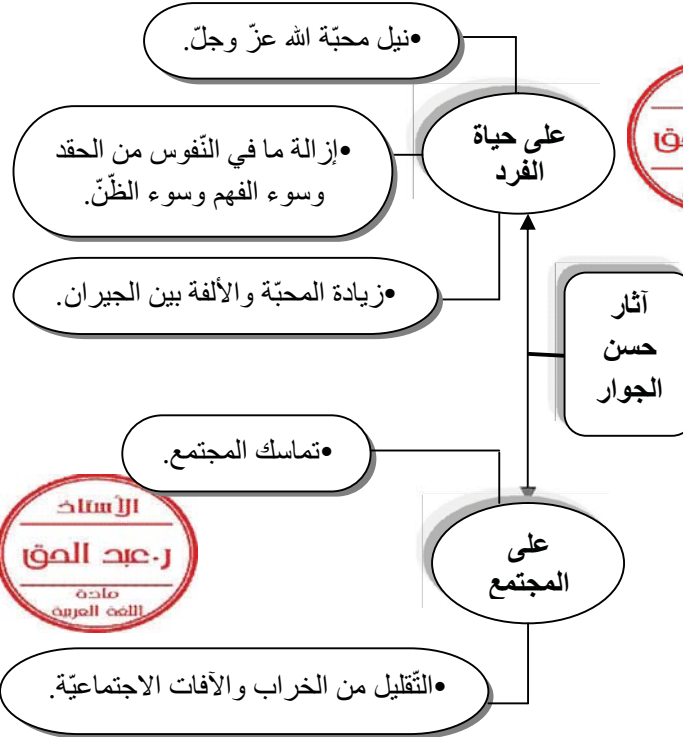 آثار
حسن
الجوار
على حياة
الفرد
•نيل محبّة الله عزّ وجلّ.
•إزالة ما في النّفوس من الحقد
وسوء الفهم وسوء الظّنّ.
•زيادة المحبّة والألفة بين الجيران.
على
المجتمع
•تماسك المجتمع.
•التّقليل من الخراب والآفات الاجتماعيّة.
الأستاذ
ر.عبد الحق
مادة
اللغة العربية